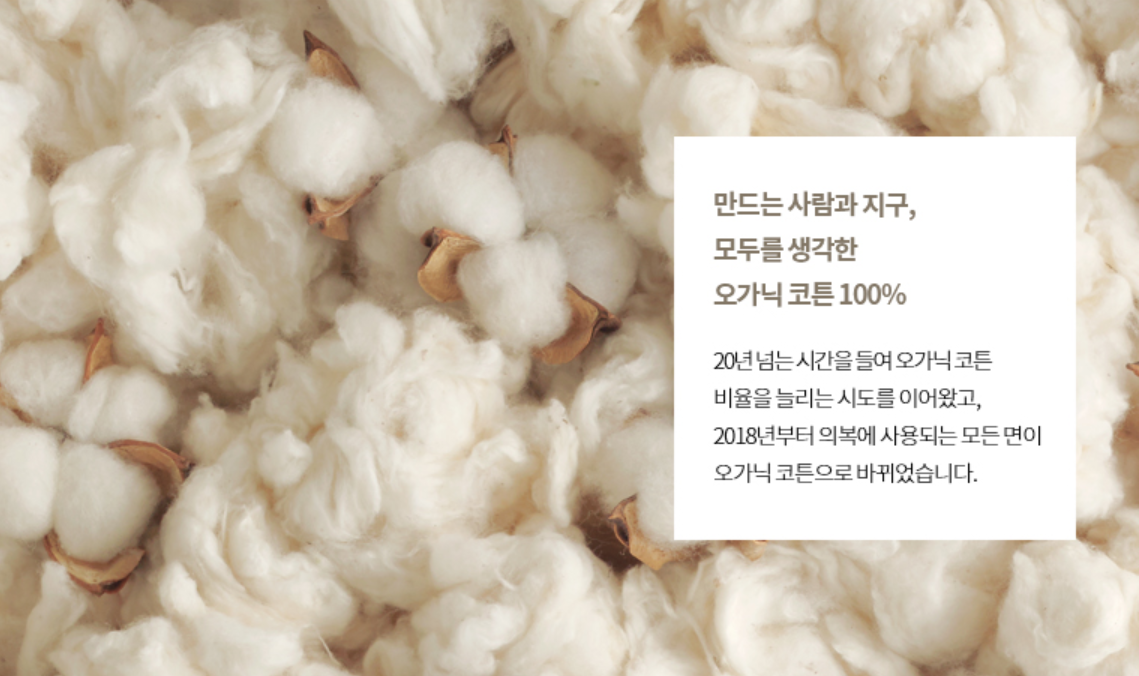 만드는 사람과 지구,
모두를 생각한
오가닉 코튼 100%
20년 넘는 시간을 들여 오가닉 코튼
비율을 늘리는 시도를 이어왔고,
2018년부터 의복에 사용되는 모든 면이
오가닉 코튼으로 바뀌었습니다.